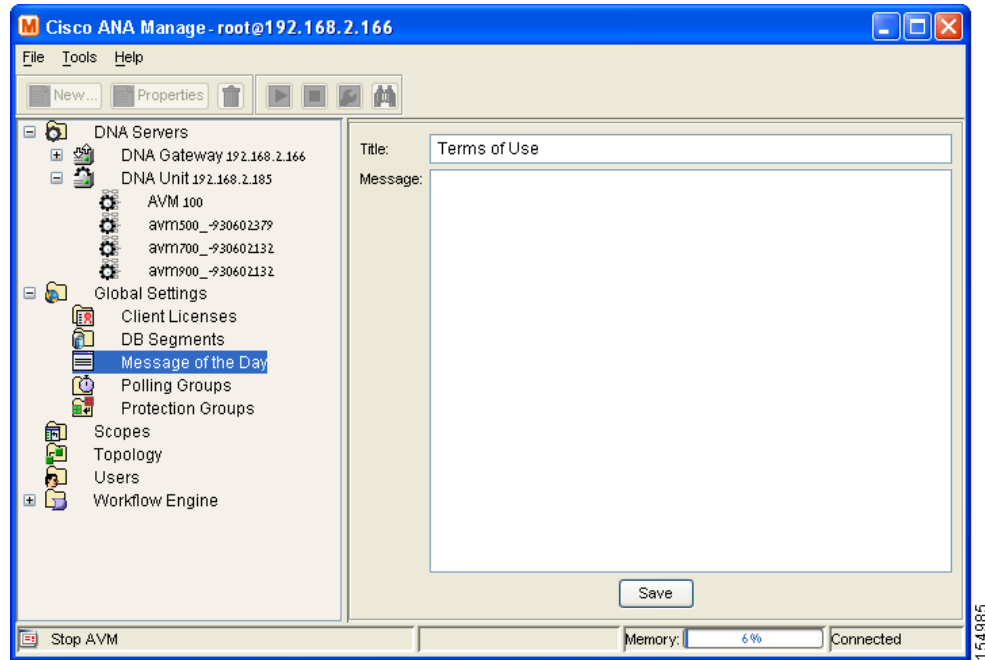 M Cisco ANA Manage - root@192.168.2.166
File Tools Help
New... Properties
DNA Servers
DNA Gateway 192.168.2.166
DNA Unit 192.168.2.185
AVM 100
avm500_-930602379
avm700_-930602132
avm900_-930602132
Global Settings
Client Licenses
DB Segments
Message of the Day
Polling Groups
Protection Groups
Scopes
Topology
Users
Workflow Engine
Title: Terms of Use
Message:
Save
Stop AVM Memory: 6% Connected
154985